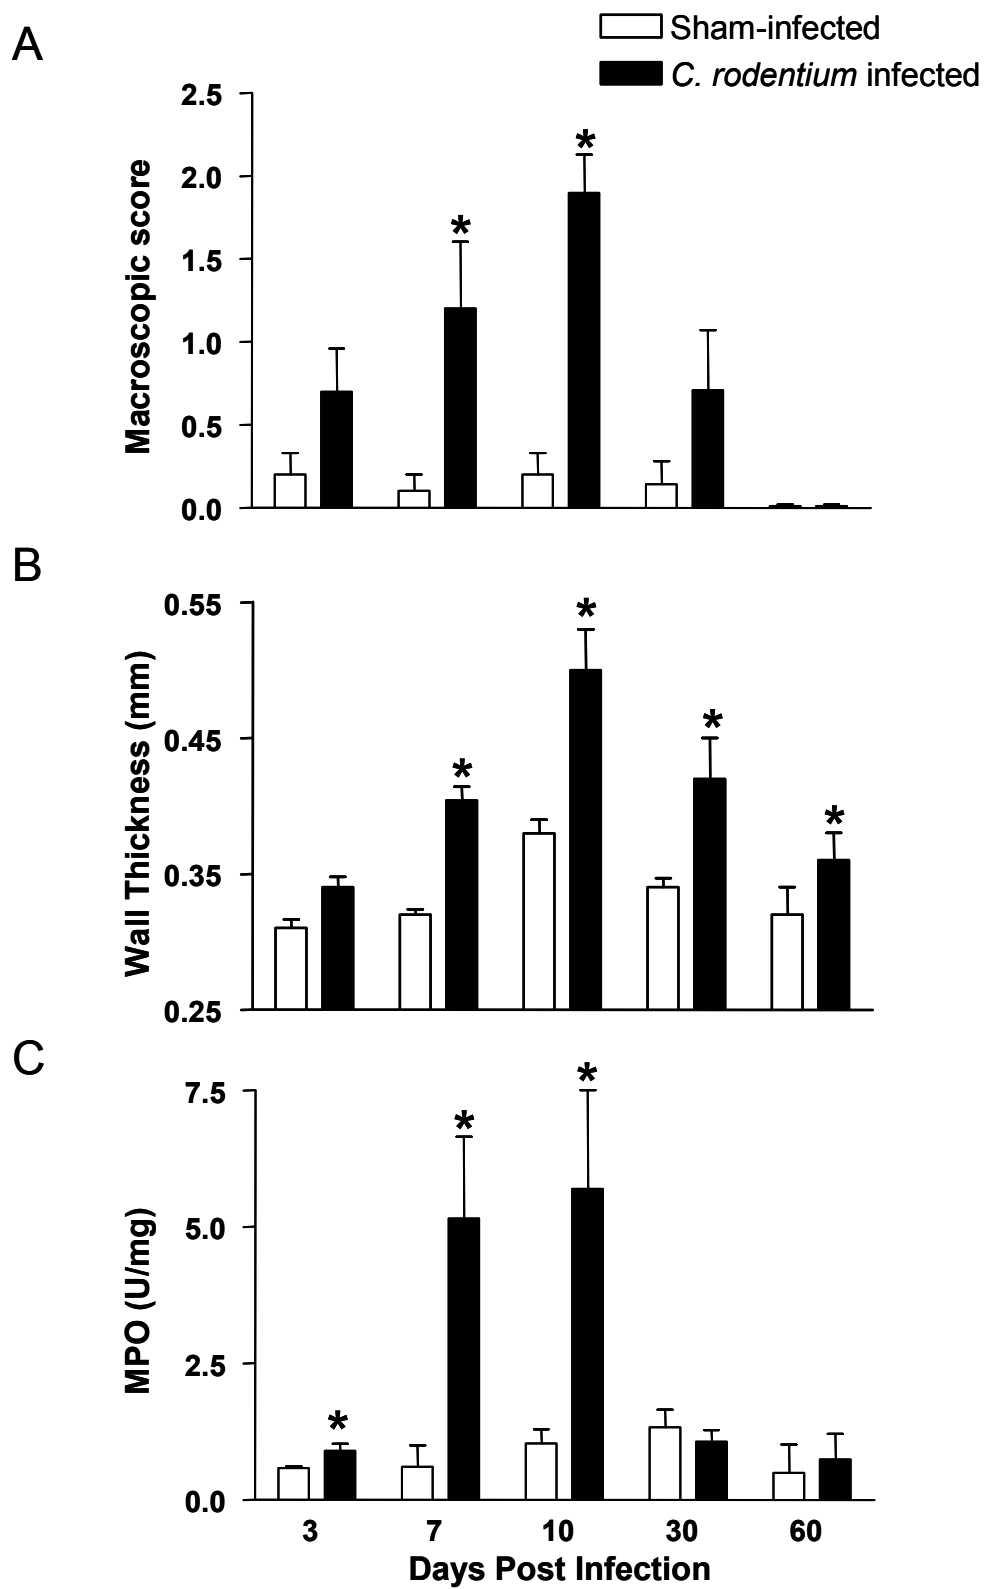 A
Sham-infected
C. rodentium infected
2.5
2.0
1.5
1.0
0.5
0.0
Macroscopic score
*
*
B
0.55
0.45
0.35
0.25
Wall Thickness (mm)
*
*
*
*
C
7.5
5.0
2.5
0.0
MPO (U/mg)
*
*
*
3 7 10 30 60
Days Post Infection